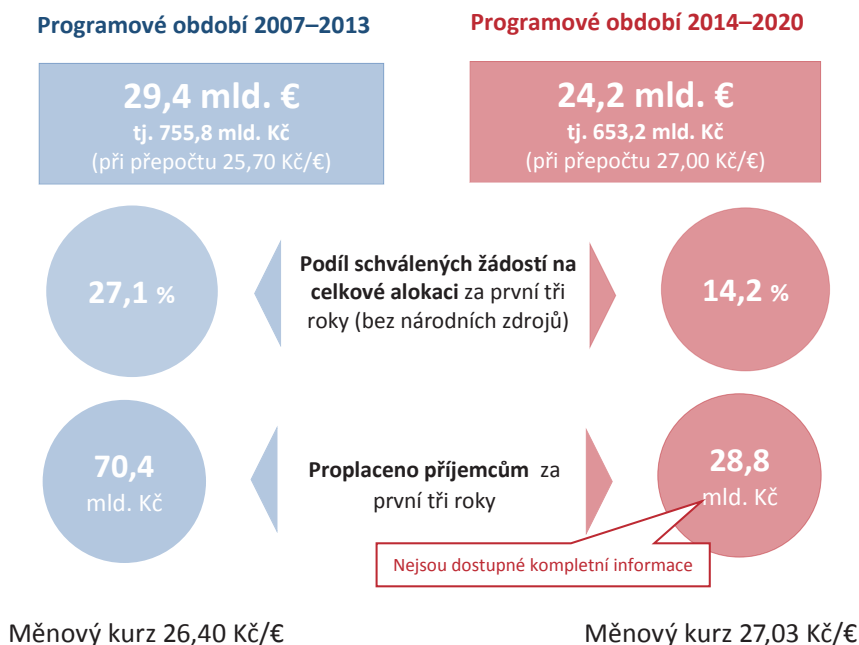 Programové období 2007–2013
Programové období 2014–2020
29,4 mld. €
tj. 755,8 mld. Kč
(při přepočtu 25,70 Kč/€)
24,2 mld. €
tj. 653,2 mld. Kč
(při přepočtu 27,00 Kč/€)
27,1 %
Podíl schválených žádostí na
celkové alokaci za první tři
roky (bez národních zdrojů)
14,2 %
70,4
mld. Kč
Proplaceno příjemcům za
první tři roky
28,8
mld. Kč
Nejsou dostupné kompletní informace
Měnový kurz 26,40 Kč/€
Měnový kurz 27,03 Kč/€